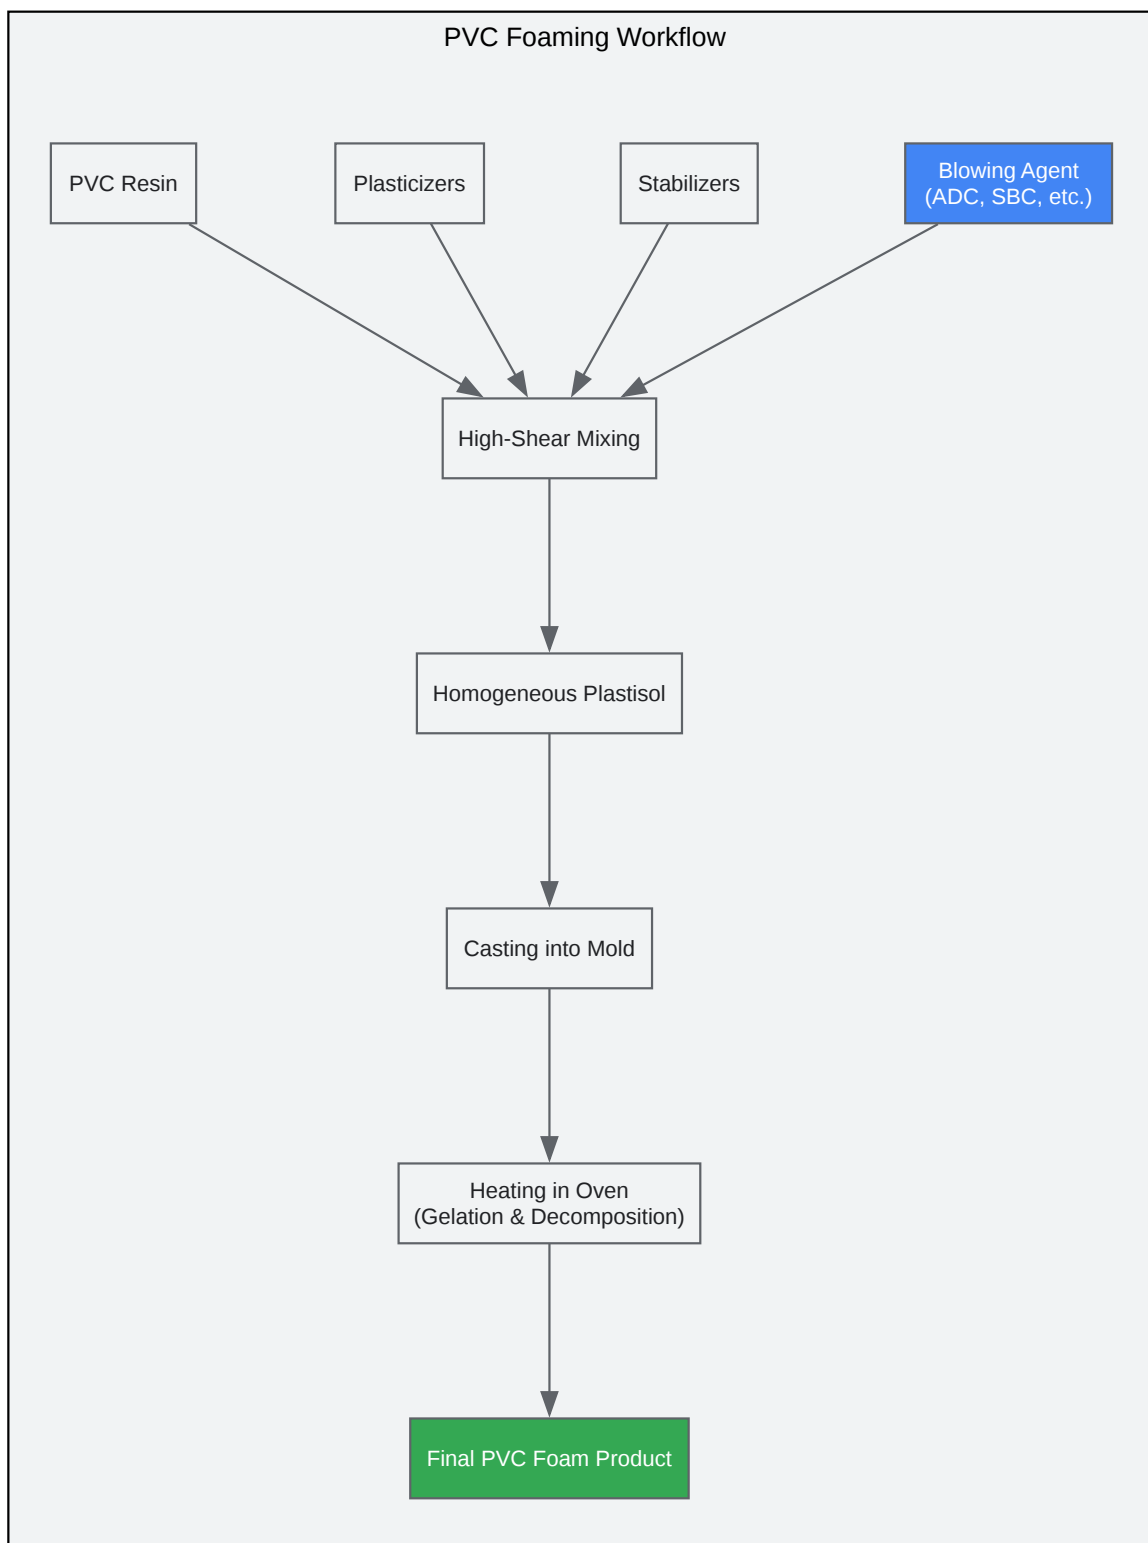 PVC Foaming Workflow
PVC Resin
Plasticizers
Stabilizers
Blowing Agent
(ADC, SBC, etc.)
High-Shear Mixing
Homogeneous Plastisol
Casting into Mold
Heating in Oven
(Gelation & Decomposition)
Final PVC Foam Product